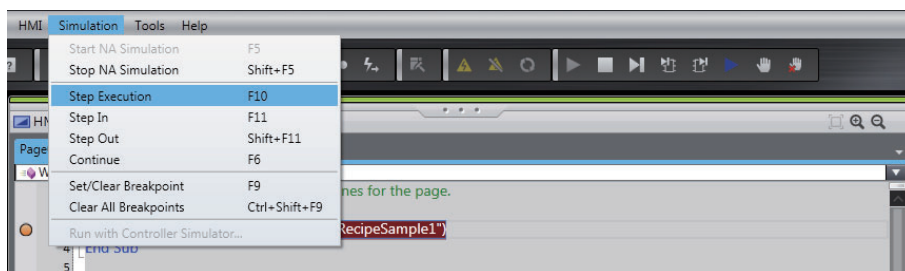 HMI Simulation Tools Help
Start NA Simulation F5
Stop NA Simulation Shift+F5
Step Execution F10
Step In F11
Step Out Shift+F11
Continue F6
Set/Clear Breakpoint F9
Clear All Breakpoints Ctrl+Shift+F9
Run with Controller Simulator...
Page
nes for the page.
RecipeSample1")
4 End Sub
5